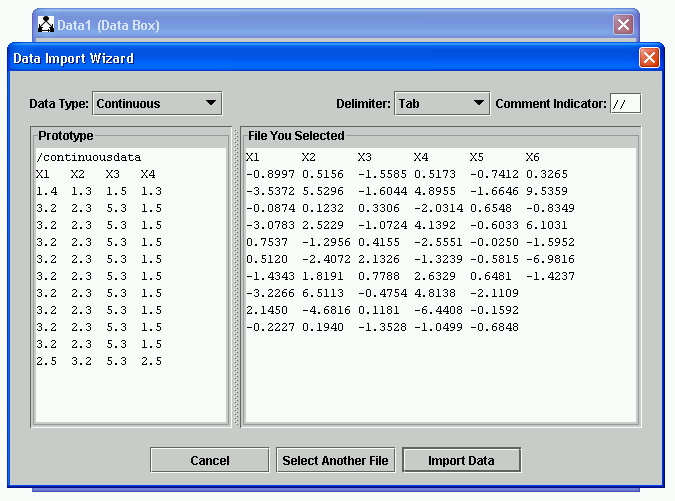 Data1 (Data Box)
Data Import Wizard
Data Type: Continuous Delimiter: Tab Comment Indicator: //
Prototype
/continuousdata
X1 X2 X3 X4
1.4 1.3 1.5 1.3
3.2 2.3 5.3 1.5
3.2 2.3 5.3 1.5
3.2 2.3 5.3 1.5
3.2 2.3 5.3 1.5
3.2 2.3 5.3 1.5
3.2 2.3 5.3 1.5
3.2 2.3 5.3 1.5
3.2 2.3 5.3 1.5
3.2 2.3 5.3 1.5
3.2 2.3 5.3 1.5
2.5 3.2 5.3 2.5
File You Selected
X1 X2 X3 X4 X5 X6
-0.8997 0.5156 -1.5585 0.5173 -0.7412 0.3265
-3.5372 5.5296 -1.6044 4.8955 -1.6646 9.5359
-0.0874 0.1232 0.3306 -2.0314 0.6548 -0.8349
-3.0783 2.5229 -1.0724 4.1392 -0.6033 6.1031
0.7537 -1.2956 0.4155 -2.5551 -0.0250 -1.5952
0.5120 -2.4072 2.1326 -1.3239 -0.5815 -6.9816
-1.4343 1.8191 0.7788 2.6329 0.6481 -1.4237
-3.2266 6.5113 -0.4754 4.8138 -2.1109
2.1450 -4.6816 0.1181 -6.4408 -0.1592
-0.2227 0.1940 -1.3528 -1.0499 -0.6848
Cancel Select Another File Import Data